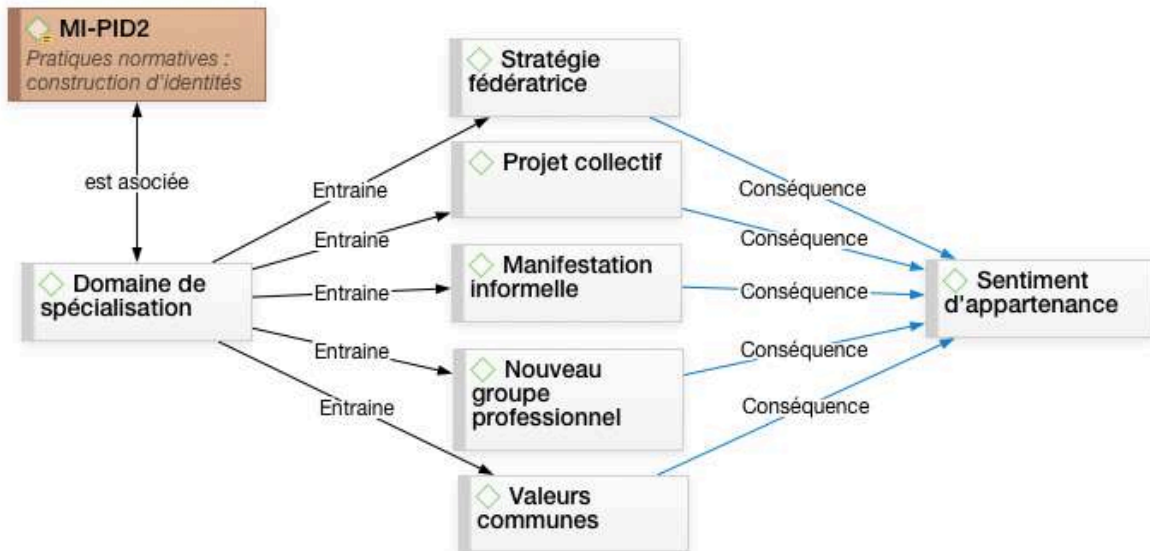 MI-PID2
Pratiques normatives :
construction d'identités
est asociée
Domaine de
spécialisation
Entraine
Entraine
Entraine
Entraine
Entraine
Stratégie
fédératrice
Projet collectif
Manifestation
informelle
Nouveau
groupe
professionnel
Valeurs
communes
Conséquence
Conséquence
Conséquence
Conséquence
Conséquence
Sentiment
d'appartenance